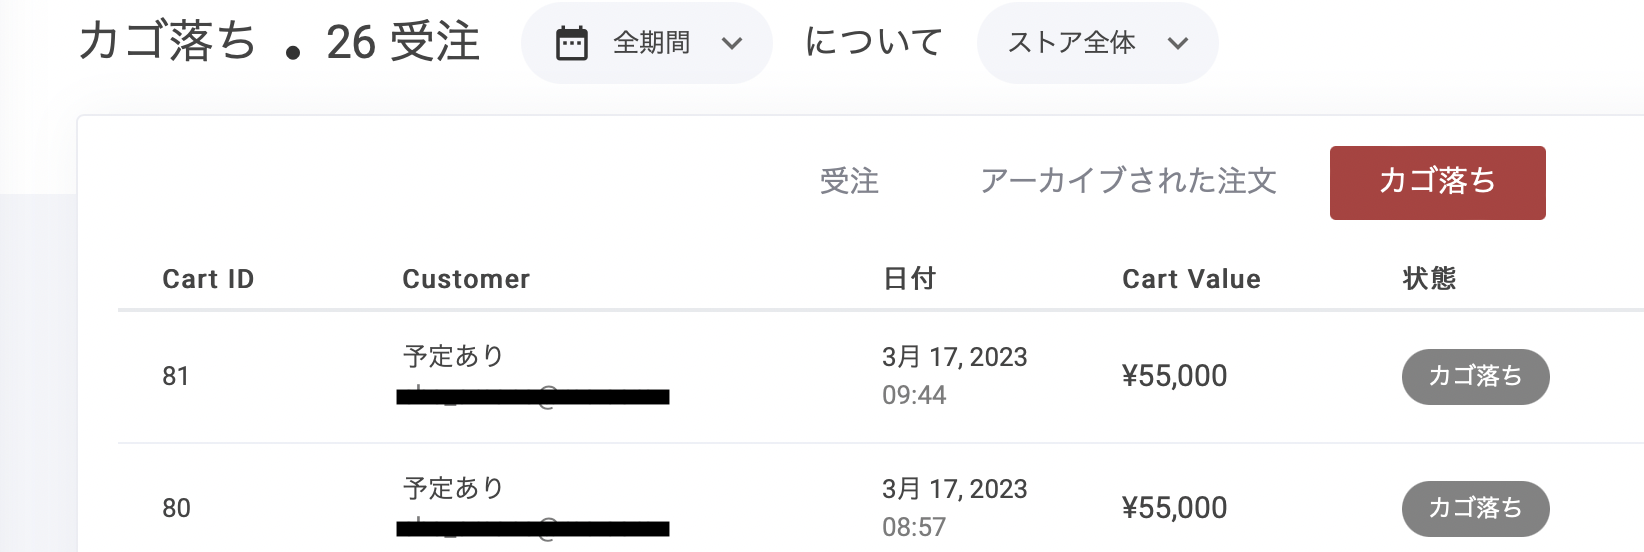 カゴ落ち . 26 受注 全期間 について ストア全体
受注 アーカイブされた注文 カゴ落ち
Cart ID Customer 日付 Cart Value 状態
81 予定あり 3月 17, 2023 ¥55,000 カゴ落ち
09:44
80 予定あり 3月 17, 2023 ¥55,000 カゴ落ち
08:57